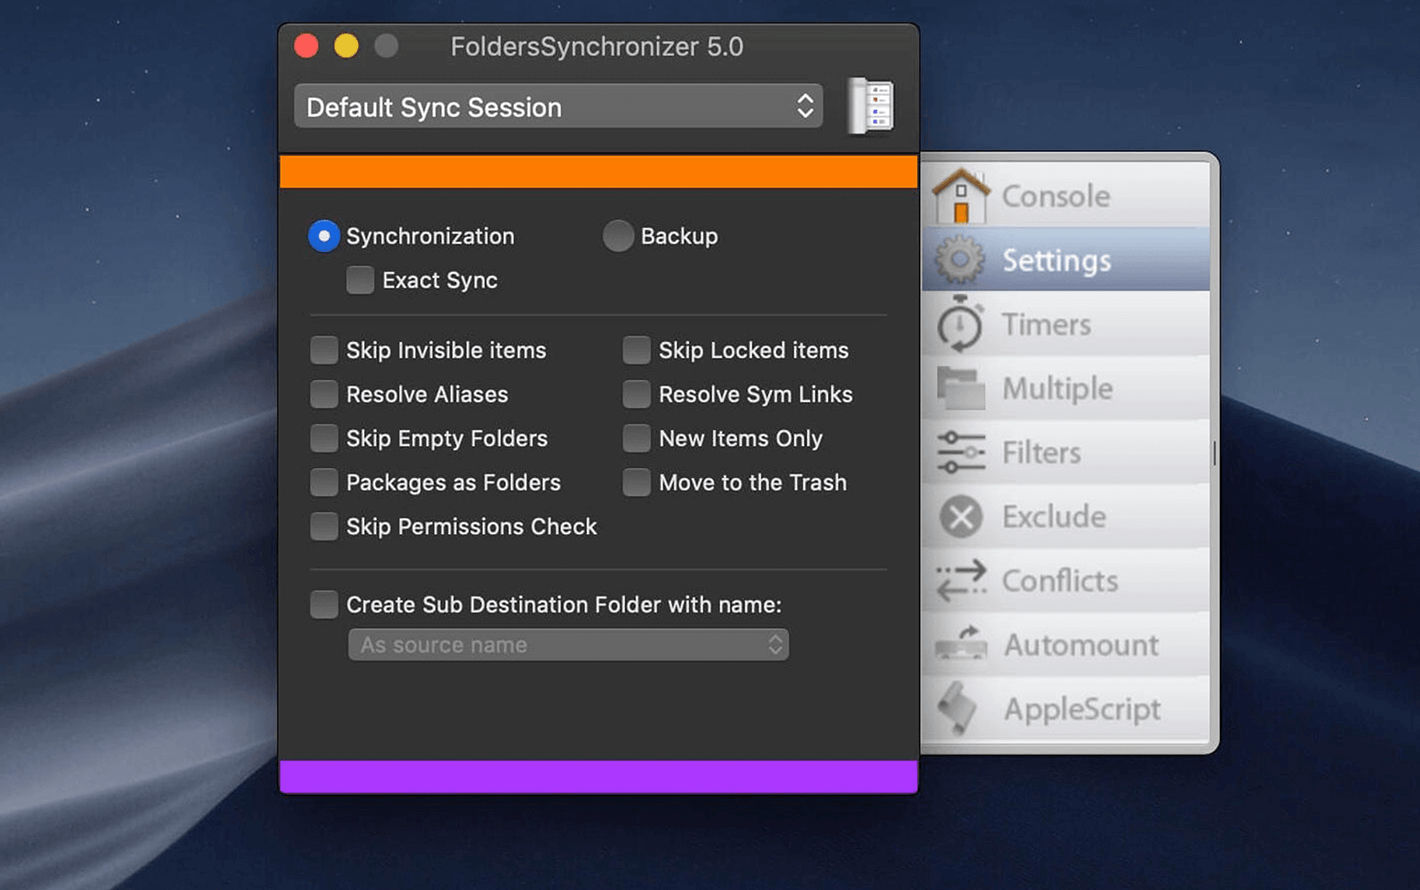 FoldersSynchronizer 5.0
Default Sync Session
Synchronization
Backup
Exact Sync
Skip Invisible items
Skip Locked items
Resolve Aliases
Resolve Sym Links
Skip Empty Folders
New Items Only
Packages as Folders
Move to the Trash
Skip Permissions Check
Create Sub Destination Folder with name:
As source name
Console
Settings
Timers
Multiple
Filters
Exclude
Conflicts
Automount
AppleScript